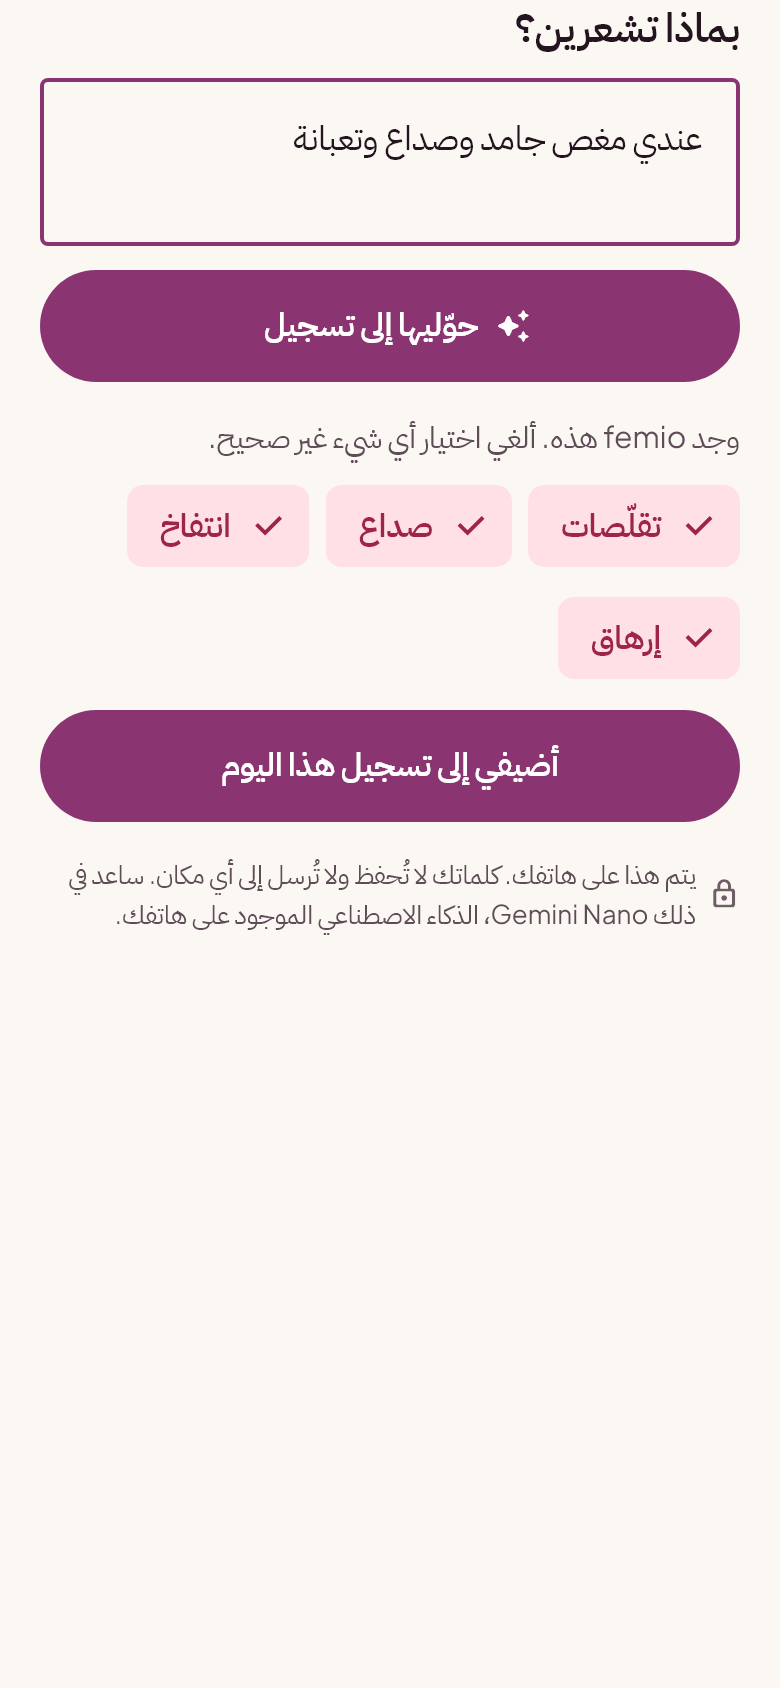 بماذا تشعرين؟
عندي مغص جامد وصداع وتعبانة
حوّليها إلى تسجيل
وجد femio هذه. ألغي اختيار أي شيء غير صحيح.
تقلّصات
صداع
انتفاخ
إرهاق
أضيفي إلى تسجيل هذا اليوم
يتم هذا على هاتفك. كلماتك لا تُحفظ ولا تُرسل إلى أي مكان. ساعد في
ذلك Gemini Nano، الذكاء الاصطناعي الموجود على هاتفك.